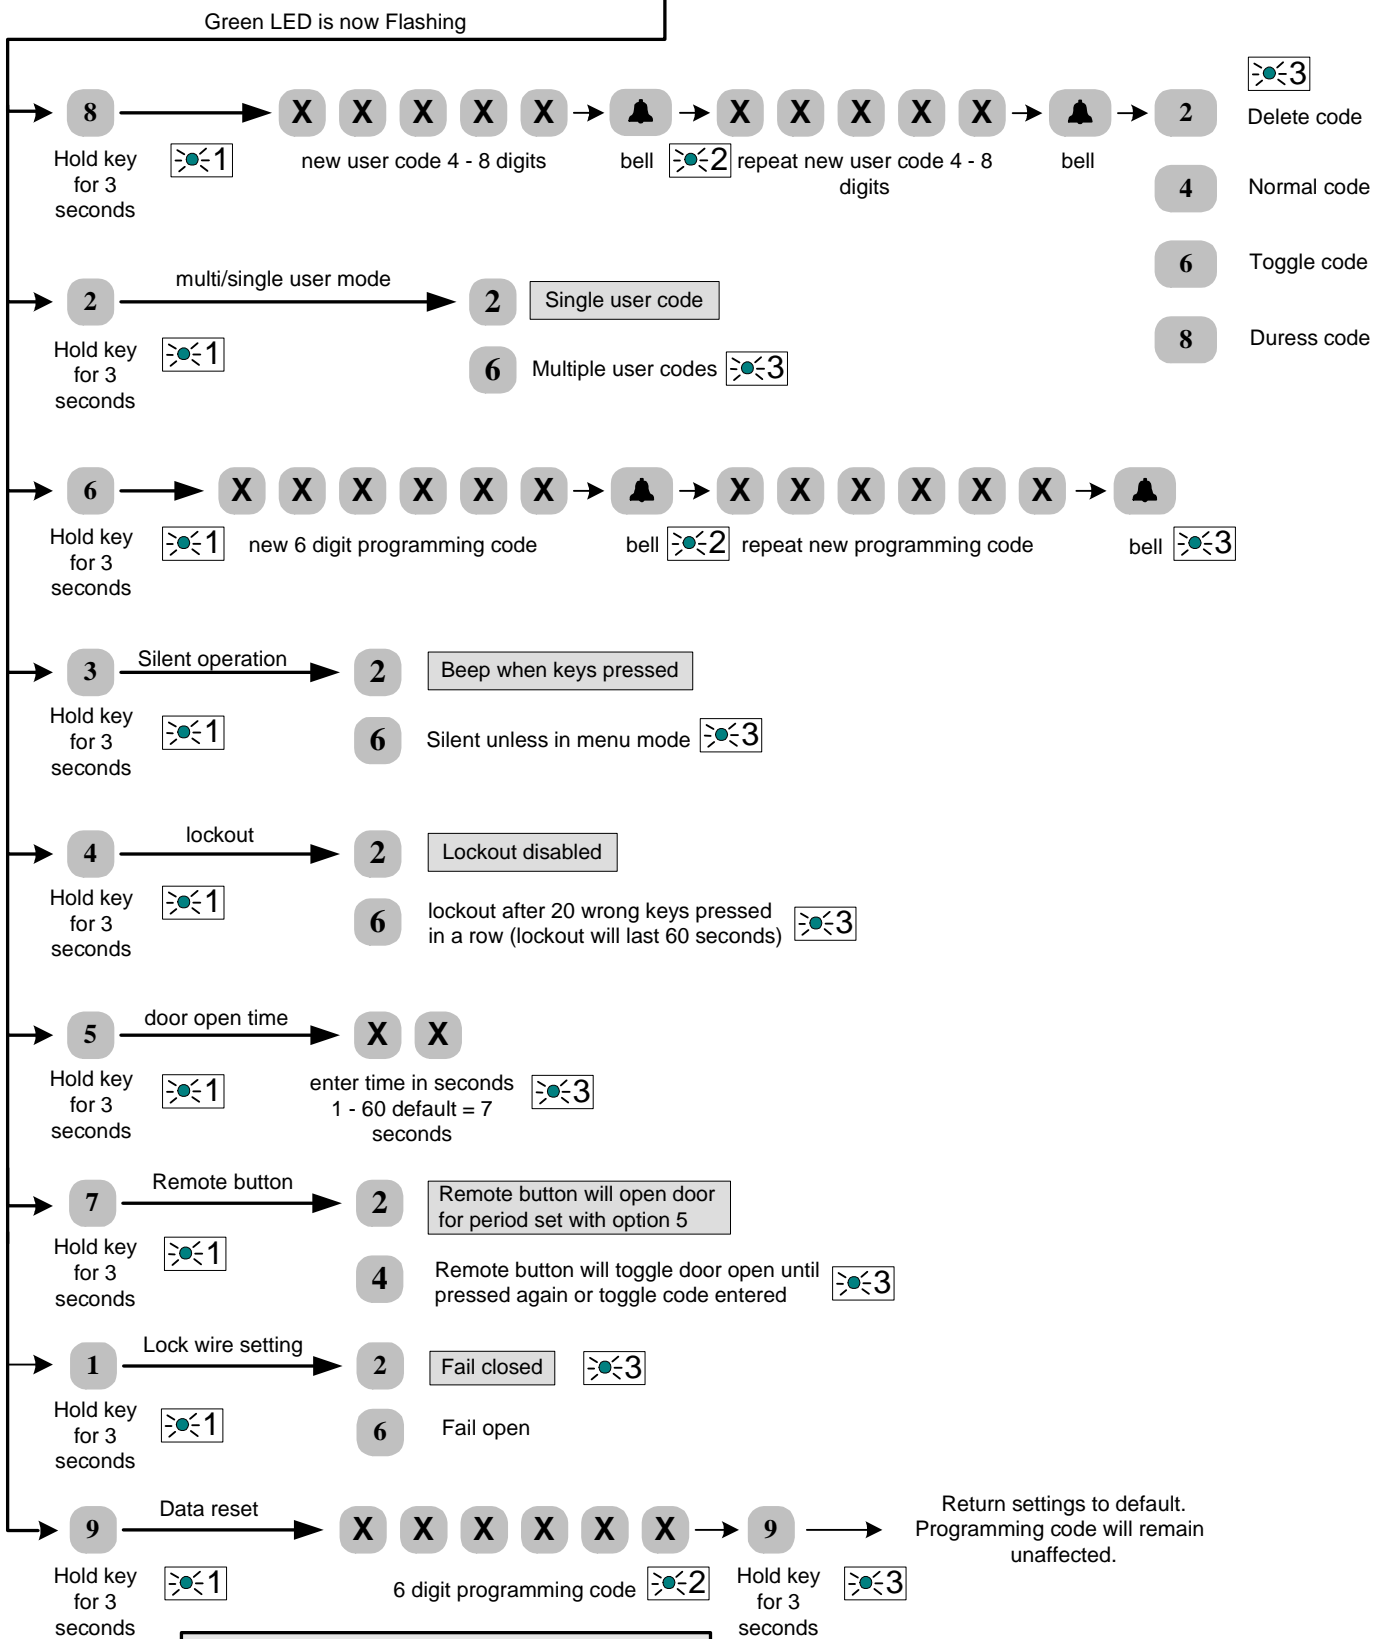 Green LED is now Flashing
3
8 X X X X X X X X X X 2 Delete code
Hold key
for 3
seconds
1
new user code 4 - 8 digits
bell
2
repeat new user code 4 - 8
digits
bell
4 Normal code
6 Toggle code
8 Duress code
2 multi/single user mode 2 Single user code
Hold key
for 3
seconds
1
6 Multiple user codes 3
6 X X X X X X X X X X X X
Hold key
for 3
seconds
1
new 6 digit programming code
bell
2
repeat new programming code
bell
3
3 Silent operation 2 Beep when keys pressed
Hold key
for 3
seconds
1
6 Silent unless in menu mode 3
4 lockout 2 Lockout disabled
Hold key
for 3
seconds
1
6
lockout after 20 wrong keys pressed
in a row (lockout will last 60 seconds)
3
5 door open time X X
Hold key
for 3
seconds
1
enter time in seconds
1 - 60 default = 7
seconds
3
7 Remote button 2
Remote button will open door
for period set with option 5
Hold key
for 3
seconds
1
4
Remote button will toggle door open until
pressed again or toggle code entered
3
1 Lock wire setting 2 Fail closed 3
Hold key
for 3
seconds
1
6 Fail open
9 Data reset X X X X X X 9
Return settings to default.
Programming code will remain
unaffected.
Hold key
for 3
seconds
1
6 digit programming code
2
Hold key
for 3
seconds
3